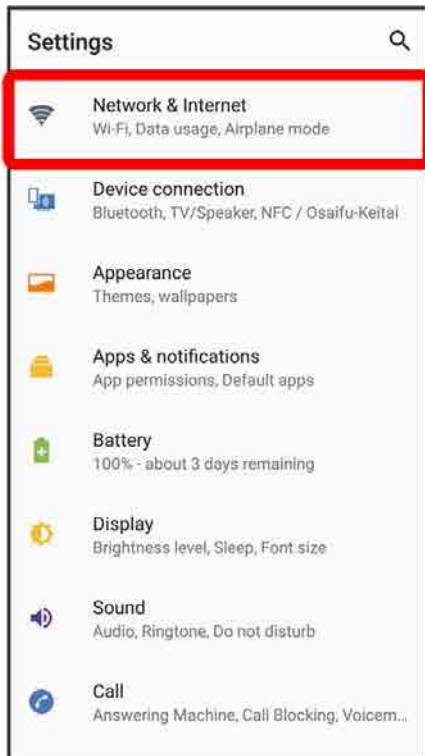 Settings
Network & Internet
Wi-Fi, Data usage, Airplane mode
Device connection
Bluetooth, TV/Speaker, NFC / Osaifu-Keitai
Appearance
Themes, wallpapers
Apps & notifications
App permissions, Default apps
Battery
100% - about 3 days remaining
Display
Brightness level, Sleep, Font size
Sound
Audio, Ringtone, Do not disturb
Call
Answering Machine, Call Blocking, Voicem...